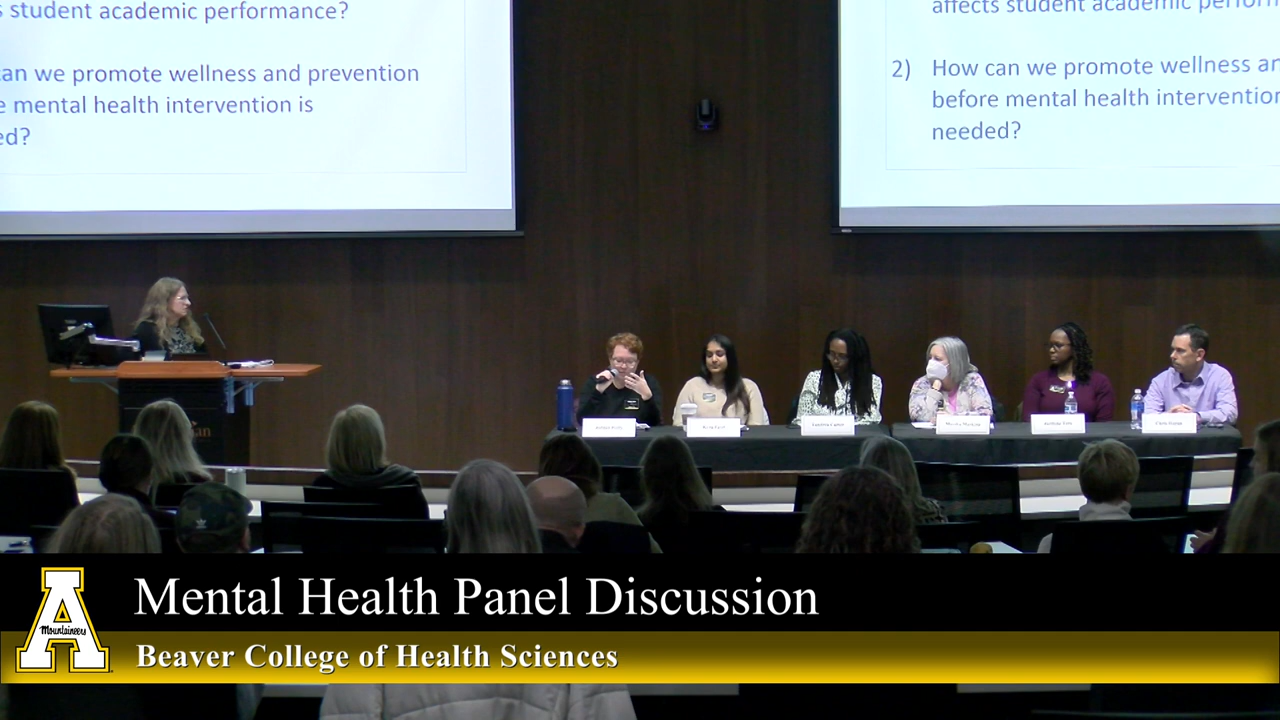 s student academic performance?
an we promote wellness and prevention
e mental health intervention is
ed?
affects student academic perform
2) How can we promote wellness an
before mental health intervention
needed?
A
Mountaineers
Mental Health Panel Discussion
Beaver College of Health Sciences